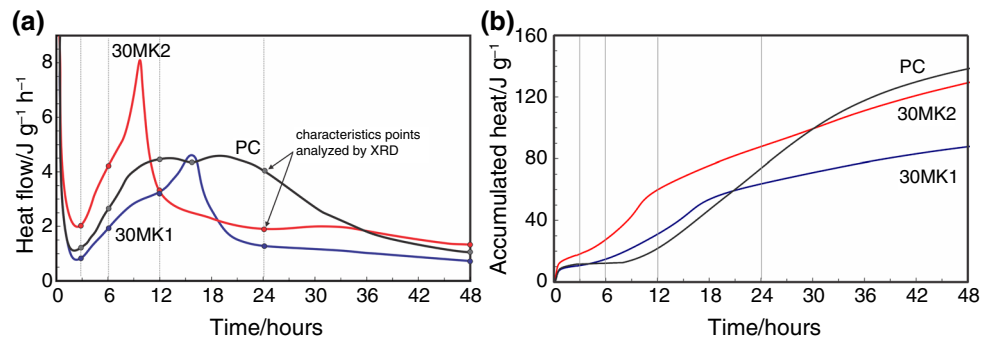 (a)
Heat flow/J g⁻¹ h⁻¹
8
6
4
2
0
30MK2
PC
characteristics points
analyzed by XRD
30MK1
0 6 12 18 24 30 36 42 48
Time/hours
(b)
Accumulated heat/J g⁻¹
160
120
80
40
0
PC
30MK2
30MK1
0 6 12 18 24 30 36 42 48
Time/hours